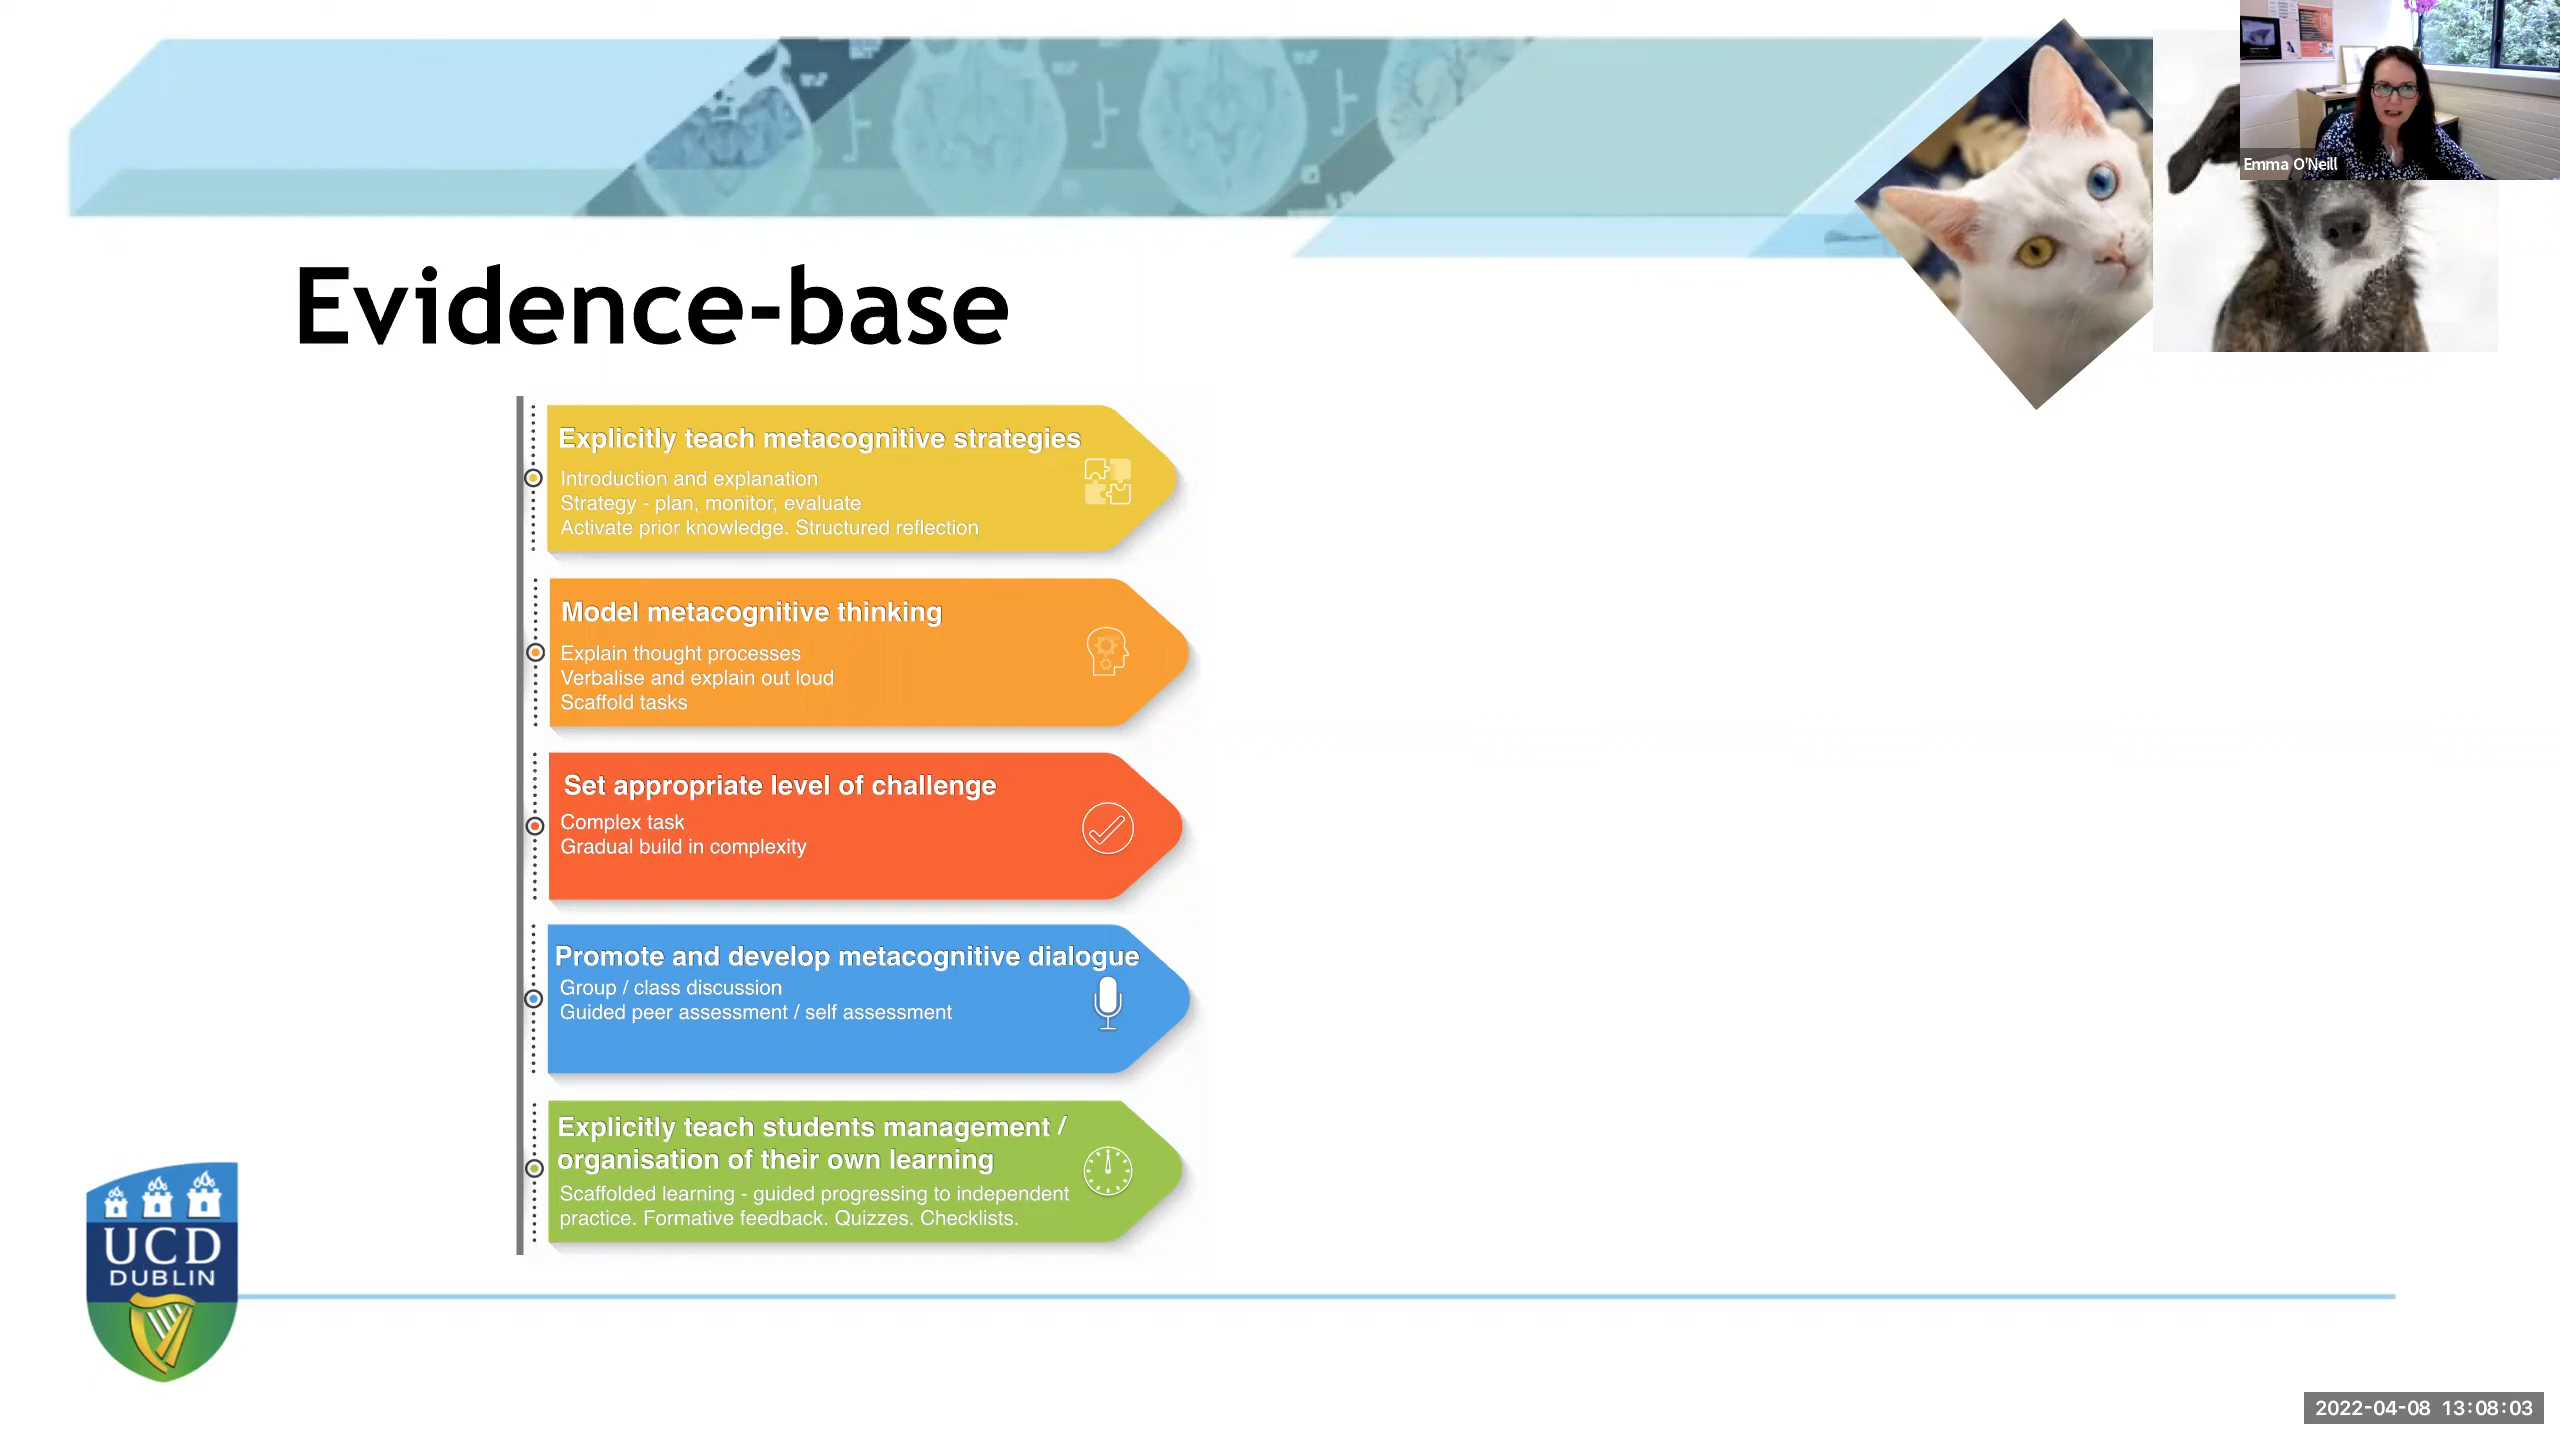 Emma O'Neill
Evidence-base
Explicitly teach metacognitive strategies
Introduction and explanation
Strategy - plan, monitor, evaluate
Activate prior knowledge. Structured reflection
Model metacognitive thinking
Explain thought processes
Verbalise and explain out loud
Scaffold tasks
Set appropriate level of challenge
Complex task
Gradual build in complexity
Promote and develop metacognitive dialogue
Group / class discussion
Guided peer assessment / self assessment
Explicitly teach students management /
organisation of their own learning
Scaffolded learning - guided progressing to independent
practice. Formative feedback. Quizzes. Checklists.
UCD
DUBLIN
2022-04-08 13:08:03